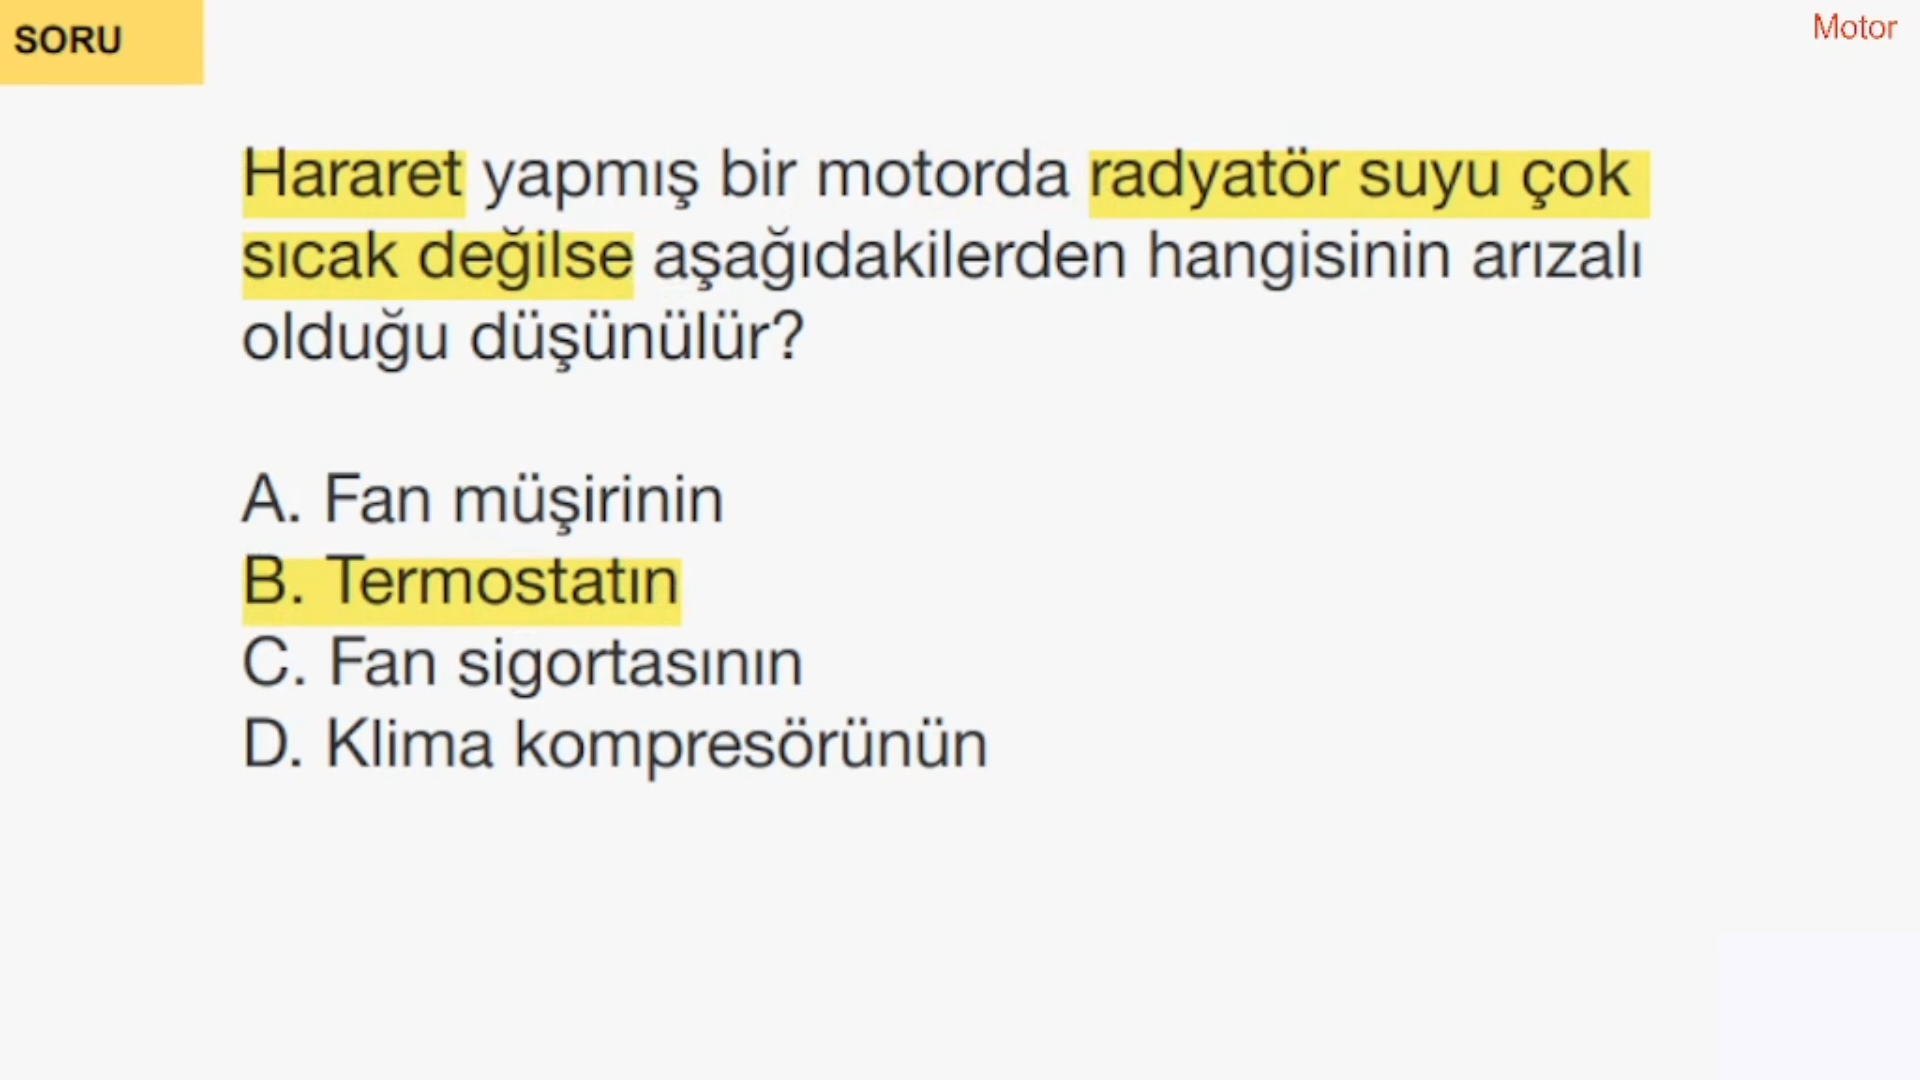 SORU
Motor
Hararet yapmış bir motorda radyatör suyu çok
sıcak değilse aşağıdakilerden hangisinin arızalı
olduğu düşünülür?
A. Fan müşirinin
B. Termostatın
C. Fan sigortasının
D. Klima kompresörünün